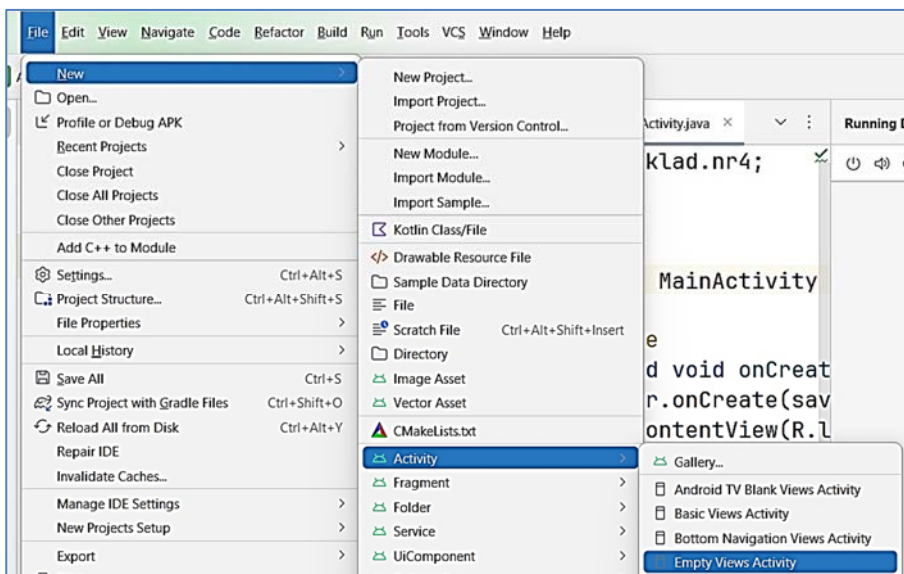 File Edit View Navigate Code Refactor Build Run Tools VCS Window Help
New
Open...
Profile or Debug APK
Recent Projects
Close Project
Close All Projects
Close Other Projects
Add C++ to Module
Settings... Ctrl+Alt+S
Project Structure... Ctrl+Alt+Shift+S
File Properties
Local History
Save All Ctrl+S
Sync Project with Gradle Files Ctrl+Shift+O
Reload All from Disk Ctrl+Alt+Y
Repair IDE
Invalidate Caches...
Manage IDE Settings
New Projects Setup
Export
New Project...
Import Project...
Project from Version Control...
New Module...
Import Module...
Import Sample...
Kotlin Class/File
Drawable Resource File
Sample Data Directory
File
Scratch File Ctrl+Alt+Shift+Insert
Directory
Image Asset
Vector Asset
CMakeLists.txt
Activity
Fragment
Folder
Service
UiComponent
Activity.java
Running D
klad.nr4;
MainActivity
e
d void onCreat
r.onCreate(sav
ontentView(R.l
Gallery...
Android TV Blank Views Activity
Basic Views Activity
Bottom Navigation Views Activity
Empty Views Activity